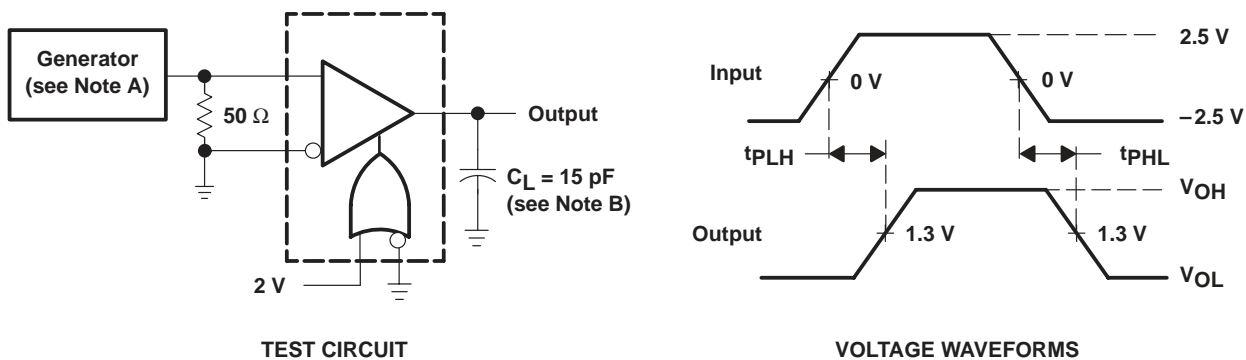 Generator
(see Note A)
50 Ω
Output
CL = 15 pF
(see Note B)
2 V
TEST CIRCUIT
2.5 V
Input
0 V
0 V
−2.5 V
tPLH
tPHL
VOH
Output
1.3 V
1.3 V
VOL
VOLTAGE WAVEFORMS